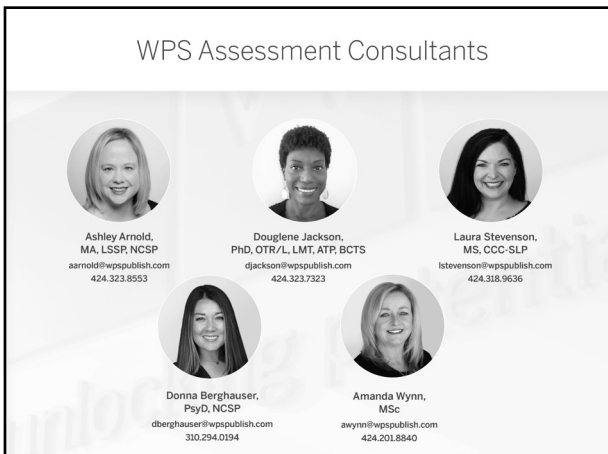 WPS Assessment Consultants
Ashley Arnold,
MA, LSSP, NCSP
aarnold@wpspublish.com
424.323.8553
Douglene Jackson,
PhD, OTR/L, LMT, ATP, BCTS
djackson@wpspublish.com
424.323.7323
Laura Stevenson,
MS, CCC-SLP
lstevenson@wpspublish.com
424.318.9636
Donna Berghauser,
PsyD, NCSP
dberghauser@wpspublish.com
310.294.0194
Amanda Wynn,
MSc
awynn@wpspublish.com
424.201.8840
unlocking potential